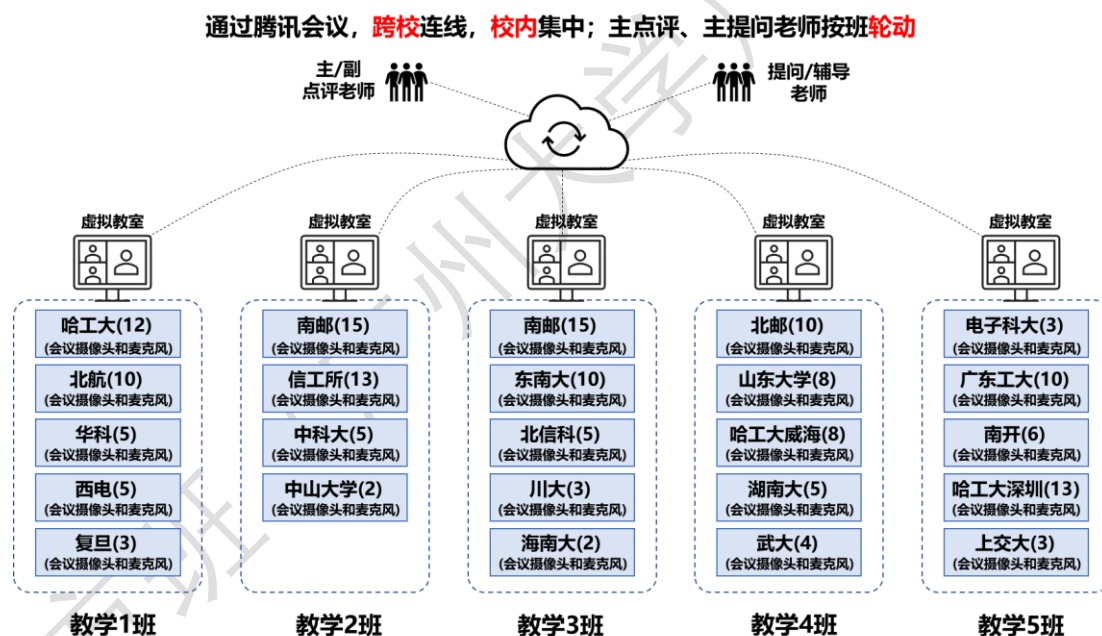 通过腾讯会议，跨校连线，校内集中；主点评、主提问老师按班轮动
主/副
点评老师
提问/辅导
老师
虚拟教室
虚拟教室
虚拟教室
虚拟教室
虚拟教室
哈工大(12)
(会议摄像头和麦克风)
北航(10)
(会议摄像头和麦克风)
华科(5)
(会议摄像头和麦克风)
西电(5)
(会议摄像头和麦克风)
复旦(3)
(会议摄像头和麦克风)
教学1班
南邮(15)
(会议摄像头和麦克风)
信工所(13)
(会议摄像头和麦克风)
中科大(5)
(会议摄像头和麦克风)
中山大学(2)
(会议摄像头和麦克风)
教学2班
南邮(15)
(会议摄像头和麦克风)
东南大(10)
(会议摄像头和麦克风)
北信科(5)
(会议摄像头和麦克风)
川大(3)
(会议摄像头和麦克风)
海南大(2)
(会议摄像头和麦克风)
教学3班
北邮(10)
(会议摄像头和麦克风)
山东大学(8)
(会议摄像头和麦克风)
哈工大威海(8)
(会议摄像头和麦克风)
湖南大(5)
(会议摄像头和麦克风)
武大(4)
(会议摄像头和麦克风)
教学4班
电子科大(3)
(会议摄像头和麦克风)
广东工大(10)
(会议摄像头和麦克风)
南开(6)
(会议摄像头和麦克风)
哈工大深圳(13)
(会议摄像头和麦克风)
上交大(3)
(会议摄像头和麦克风)
教学5班